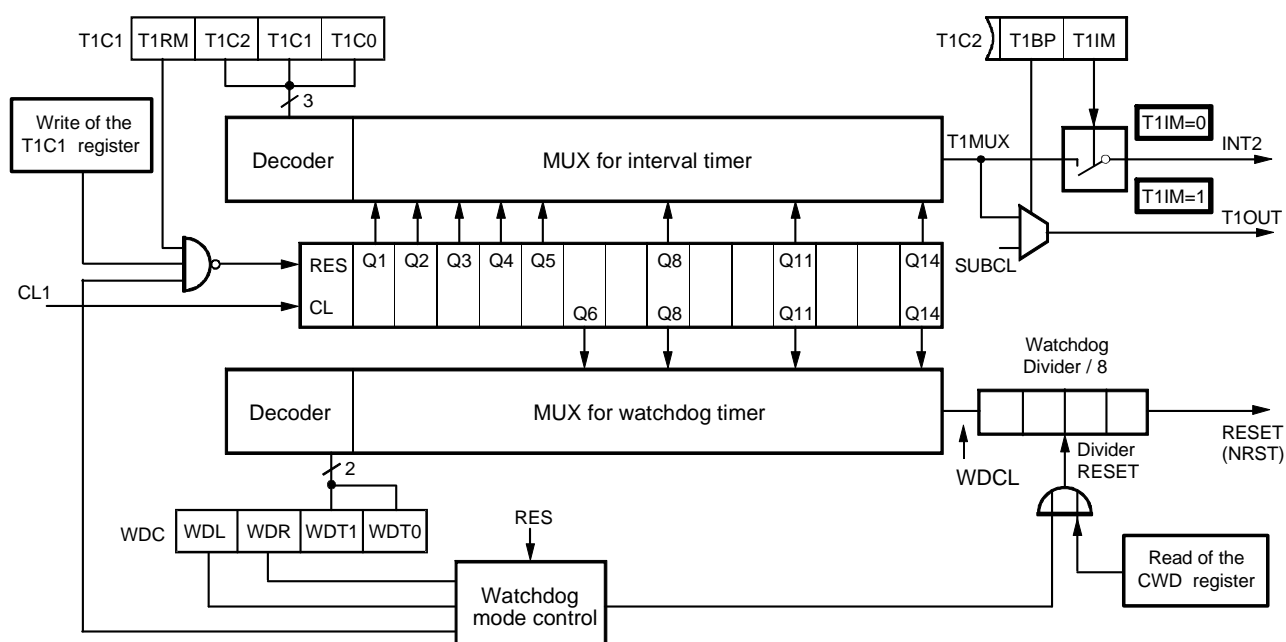 T1C1 T1RM T1C2 T1C1 T1C0
T1C2 T1BP T1IM
3
Write of the
T1C1 register
Decoder
MUX for interval timer
T1MUX
T1IM=0
INT2
T1IM=1
T1OUT
SUBCL
RES
CL
CL1
Q1 Q2 Q3 Q4 Q5 Q8 Q11 Q14
Q6 Q8 Q11 Q14
Watchdog
Divider / 8
Decoder
MUX for watchdog timer
RESET
(NRST)
Divider
RESET
WDCL
2
WDC WDL WDR WDT1 WDT0
RES
Watchdog
mode control
Read of the
CWD register